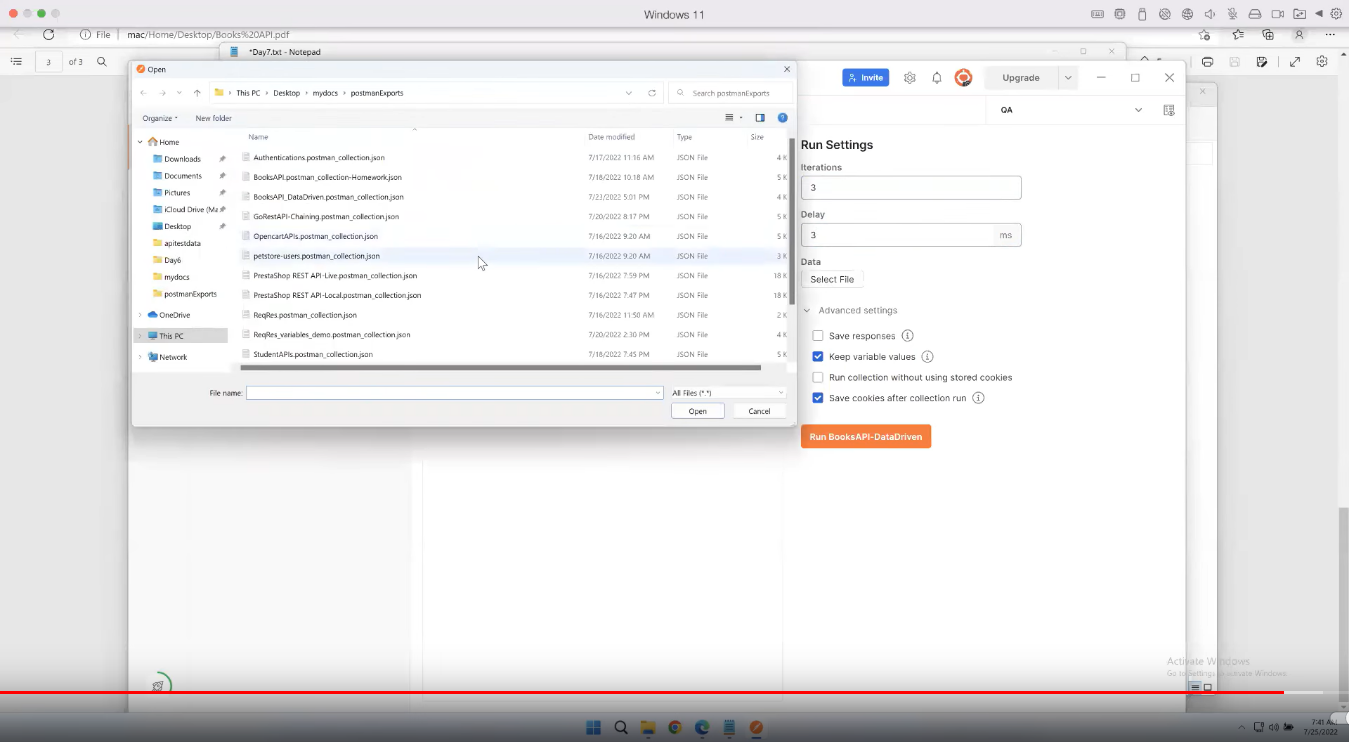 Windows 11
File mac/Home/Desktop/Books%20API.pdf
3 of 3
*Day7.txt - Notepad
Open
This PC > Desktop > mydocs > postmanExports
Search postmanExports
Organize
New folder
Name Date modified Type Size
Authentications.postman_collection.json 7/17/2022 11:16 AM JSON File 4 K
BooksAPI.postman_collection-Homework.json 7/18/2022 10:18 AM JSON File 5 K
BooksAPI_DataDriven.postman_collection.json 7/23/2022 5:01 PM JSON File 4 K
GoRestAPI-Chaining.postman_collection.json 7/20/2022 8:17 PM JSON File 5 K
OpencartAPIs.postman_collection.json 7/16/2022 9:20 AM JSON File 5 K
petstore-users.postman_collection.json 7/16/2022 9:20 AM JSON File 3 K
PrestaShop REST API-Live.postman_collection.json 7/16/2022 7:59 PM JSON File 18 K
PrestaShop REST API-Local.postman_collection.json 7/16/2022 7:47 PM JSON File 18 K
ReqRes.postman_collection.json 7/16/2022 11:50 AM JSON File 2 K
ReqRes_variables_demo.postman_collection.json 7/20/2022 2:30 PM JSON File 4 K
StudentAPIs.postman_collection.json 7/18/2022 7:45 PM JSON File 5 K
Home
Downloads
Documents
Pictures
iCloud Drive (Ma
Desktop
apitestdata
Day6
mydocs
postmanExports
OneDrive
This PC
Network
File name:
All Files (*.*)
Open
Cancel
Invite
Upgrade
QA
Run Settings
Iterations
3
Delay
3 ms
Data
Select File
Advanced settings
Save responses
Keep variable values
Run collection without using stored cookies
Save cookies after collection run
Run BooksAPI-DataDriven
Activate Windows
Go to Settings to activate Windows.
7:41 AM
7/25/2022